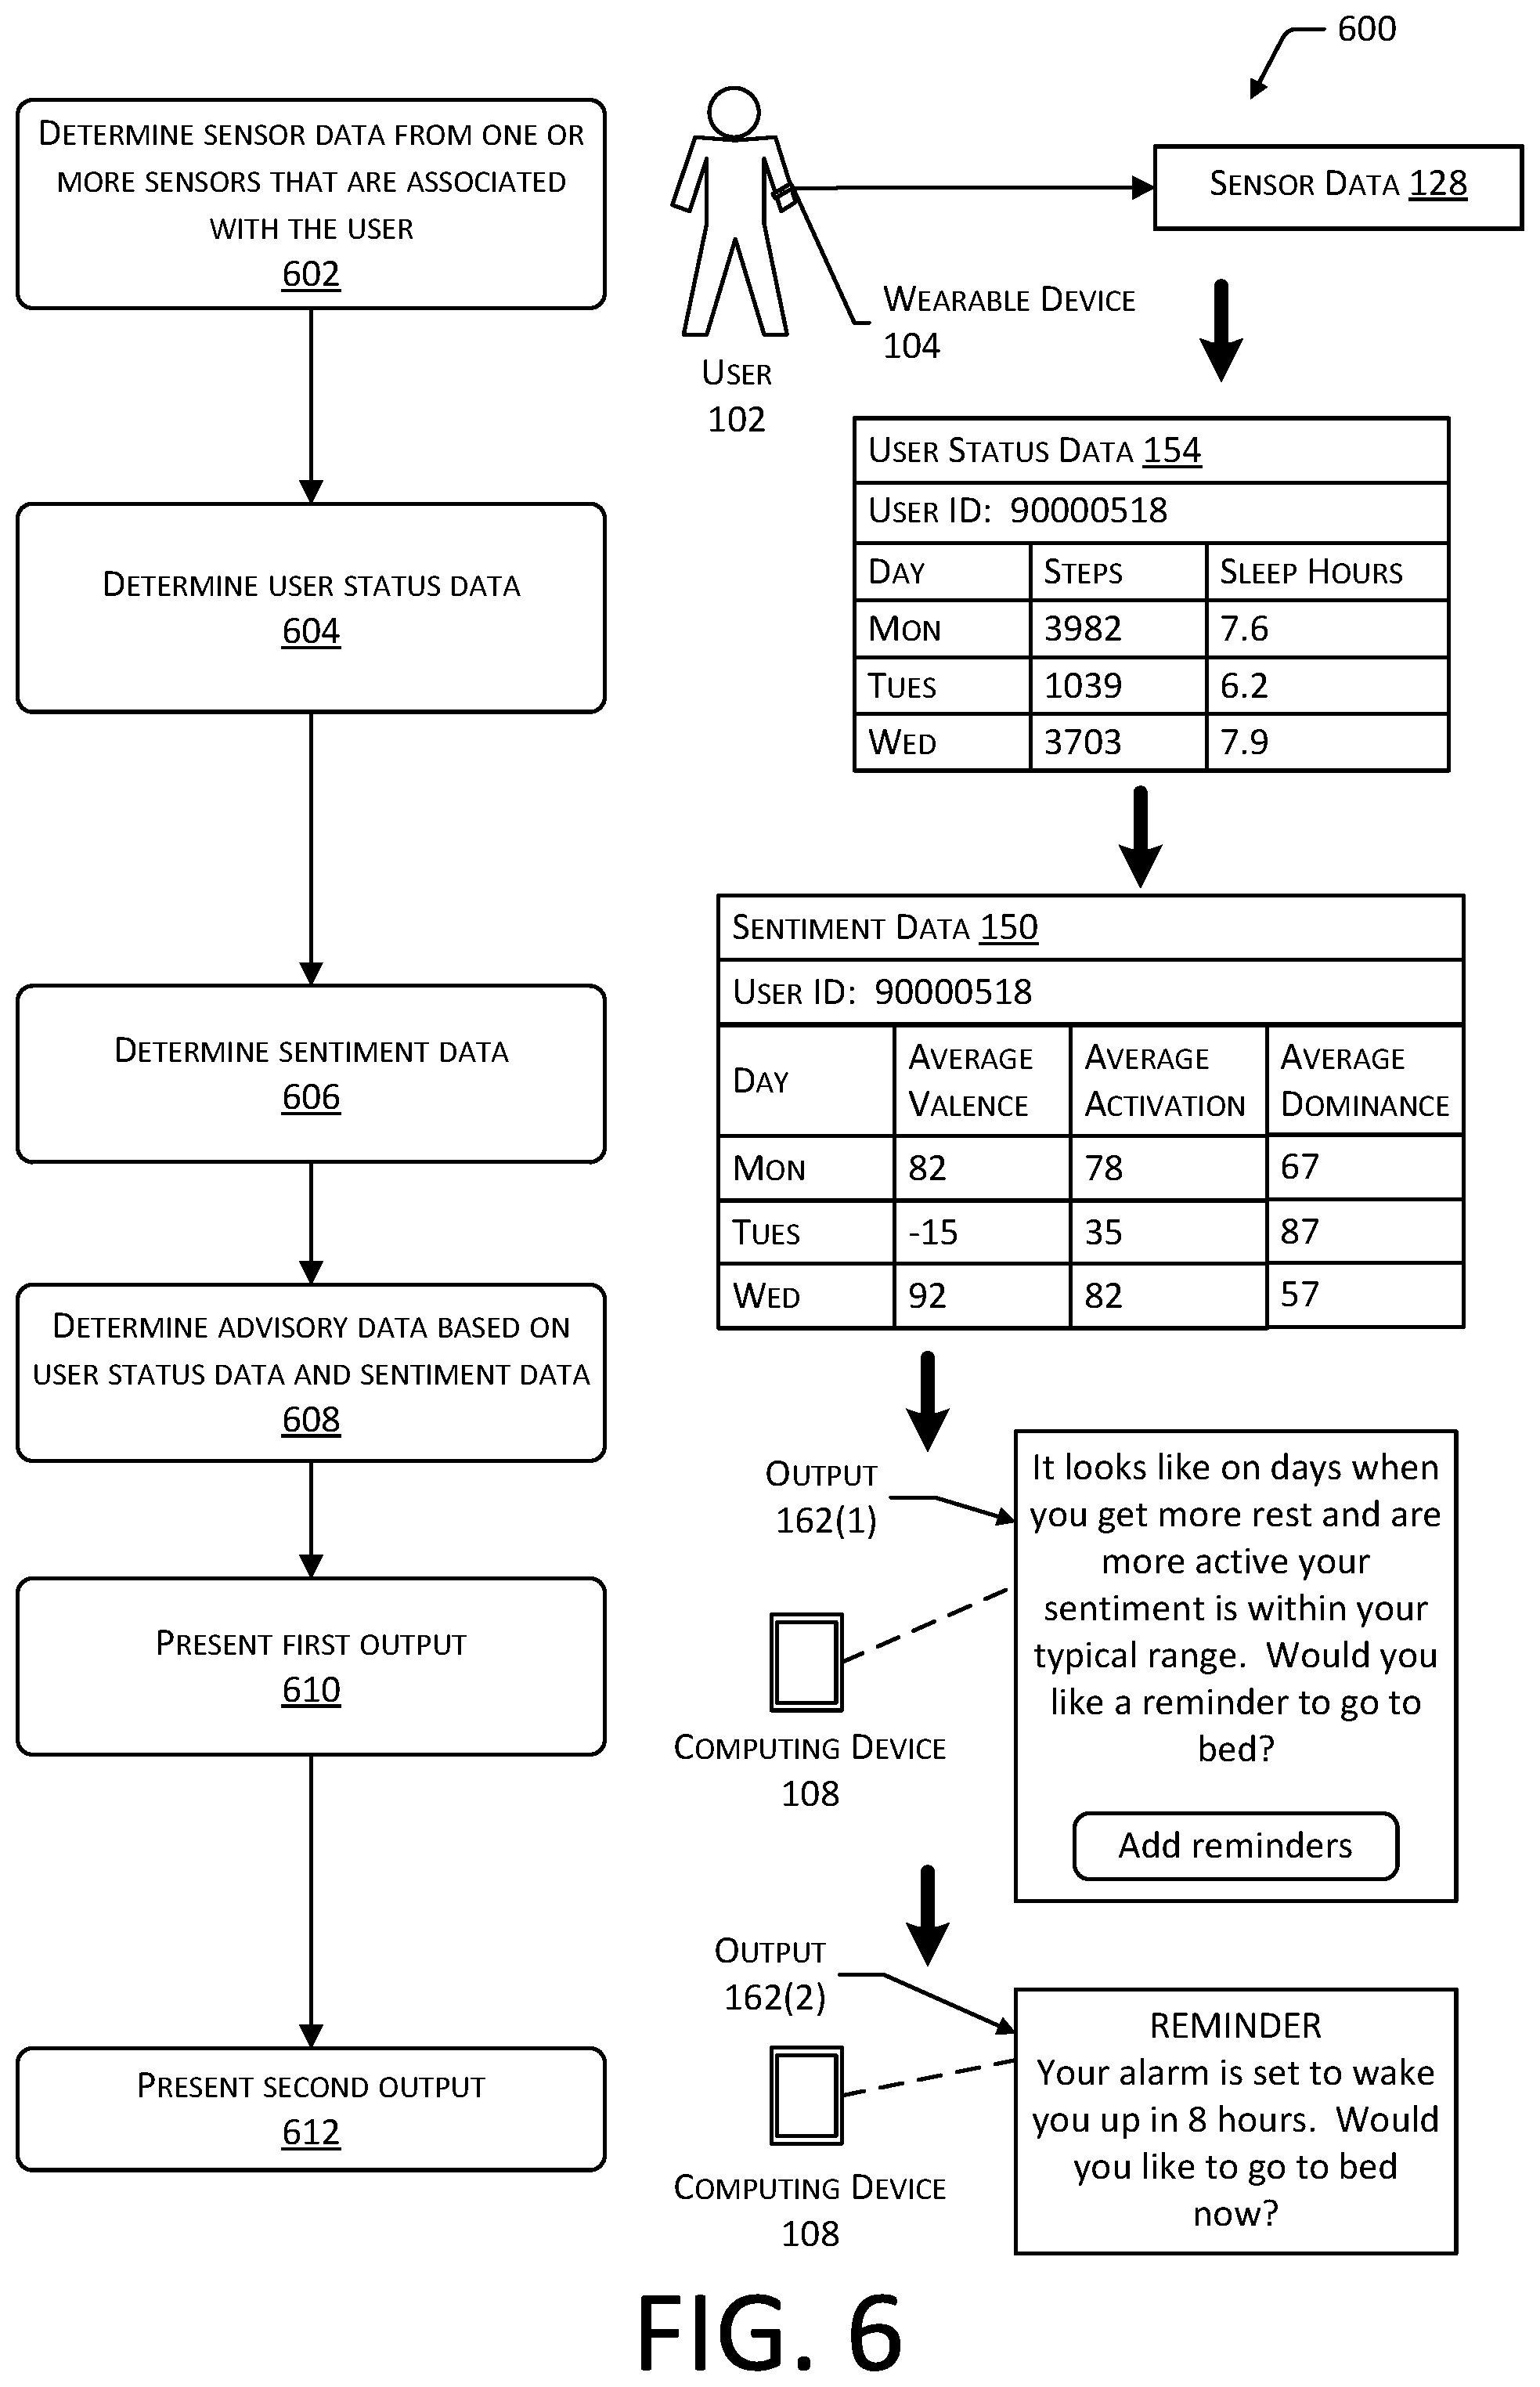 600
DETERMINE SENSOR DATA FROM ONE OR
MORE SENSORS THAT ARE ASSOCIATED
WITH THE USER
602
SENSOR DATA 128
WEARABLE DEVICE
104
USER
102
DETERMINE USER STATUS DATA
604
USER STATUS DATA 154
USER ID: 90000518
DAY STEPS SLEEP HOURS
MON 3982 7.6
TUES 1039 6.2
WED 3703 7.9
DETERMINE SENTIMENT DATA
606
SENTIMENT DATA 150
USER ID: 90000518
DAY AVERAGE VALENCE AVERAGE ACTIVATION AVERAGE DOMINANCE
MON 82 78 67
TUES -15 35 87
WED 92 82 57
DETERMINE ADVISORY DATA BASED ON
USER STATUS DATA AND SENTIMENT DATA
608
PRESENT FIRST OUTPUT
610
OUTPUT
162(1)
It looks like on days when
you get more rest and are
more active your
sentiment is within your
typical range. Would you
like a reminder to go to
bed?
Add reminders
COMPUTING DEVICE
108
PRESENT SECOND OUTPUT
612
OUTPUT
162(2)
REMINDER
Your alarm is set to wake
you up in 8 hours. Would
you like to go to bed
now?
COMPUTING DEVICE
108
FIG. 6